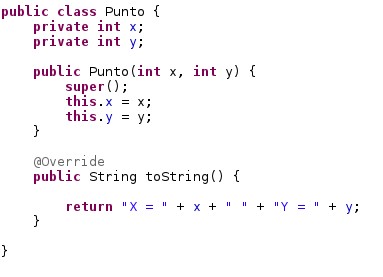 public class Punto {
    private int x;
    private int y;

    public Punto(int x, int y) {
        super();
        this.x = x;
        this.y = y;
    }

    @Override
    public String toString() {

        return "X = " + x + " " + "Y = " + y;
    }

}